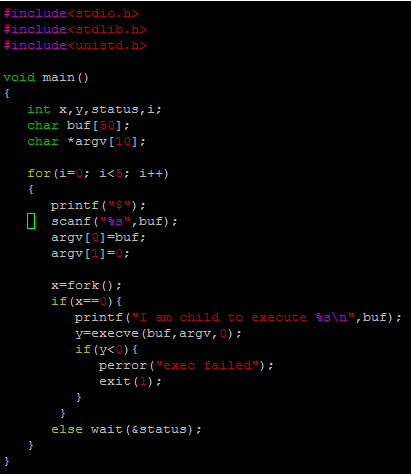 #include<stdio.h>
#include<stdlib.h>
#include<unistd.h>
void main()
{
int x,y,status,i;
char buf[50];
char *argv[10];
for(i=0; i<5; i++)
{
printf("$");
scanf("%s",buf);
argv[0]=buf;
argv[1]=0;
x=fork();
if(x==0){
printf("I am child to execute %s\n",buf);
y=execve(buf,argv,0);
if(y<0){
perror("exec failed");
exit(1);
}
}
else wait(&status);
}
}